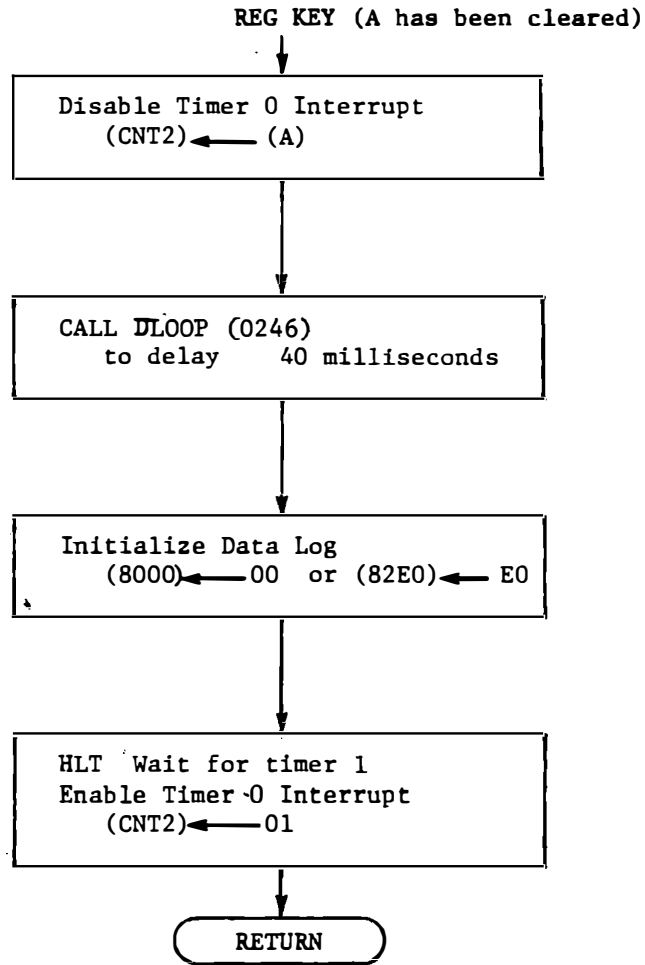 REG KEY (A has been cleared)
Disable Timer 0 Interrupt
(CNT2) ← (A)
CALL DLOOP (0246)
to delay 40 milliseconds
Initialize Data Log
(8000) ← 00 or (82E0) ← E0
HLT Wait for timer 1
Enable Timer 0 Interrupt
(CNT2) ← 01
RETURN